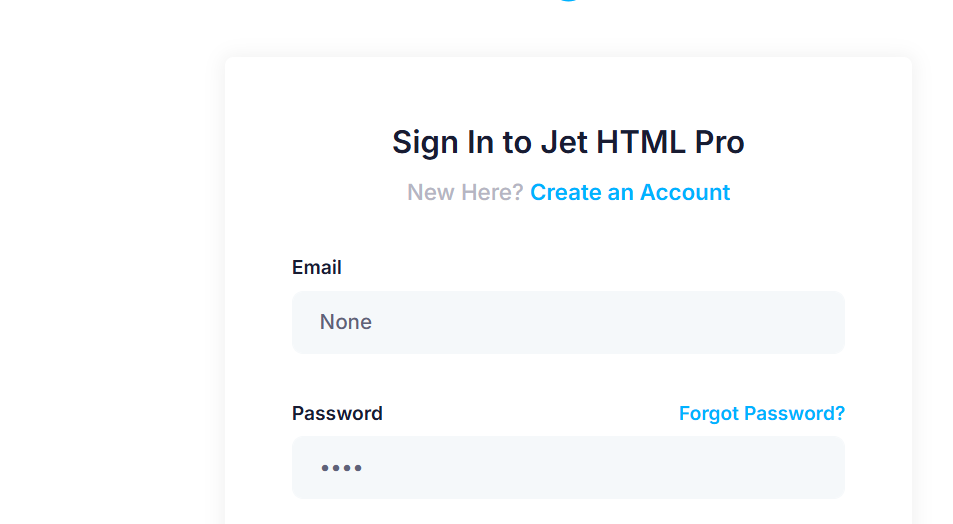 Sign In to Jet HTML Pro
New Here? Create an Account
Email
None
Password Forgot Password?
••••